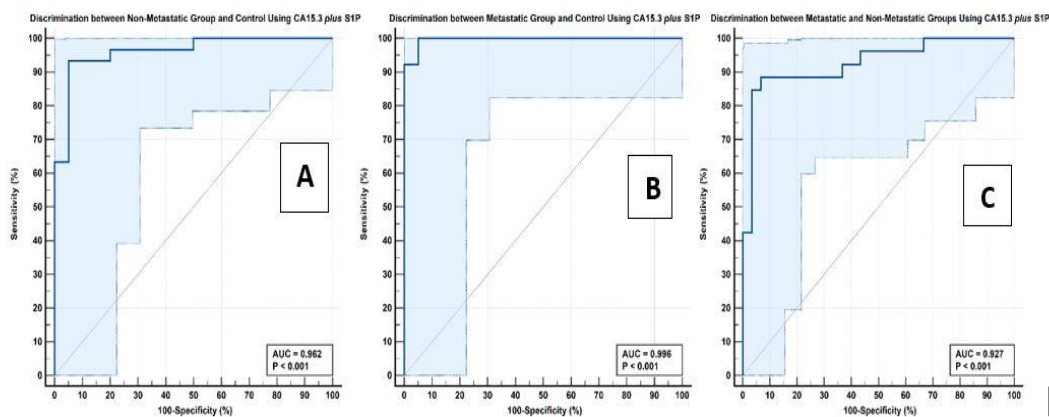 Discrimination between Non-Metastatic Group and Control Using CA15.3 plus S1P
100
90
80
70
60
50
40
30
20
10
0
Sensitivity (%)
A
AUC = 0.962
P < 0.001
0 10 20 30 40 50 60 70 80 90 100
100-Specificity (%)
Discrimination between Metastatic Group and Control Using CA15.3 plus S1P
100
90
80
70
60
50
40
30
20
10
0
Sensitivity (%)
B
AUC = 0.996
P < 0.001
0 10 20 30 40 50 60 70 80 90 100
100-Specificity (%)
Discrimination between Metastatic and Non-Metastatic Groups Using CA15.3 plus S1P
100
90
80
70
60
50
40
30
20
10
0
Sensitivity (%)
C
AUC = 0.927
P < 0.001
0 10 20 30 40 50 60 70 80 90 100
100-Specificity (%)